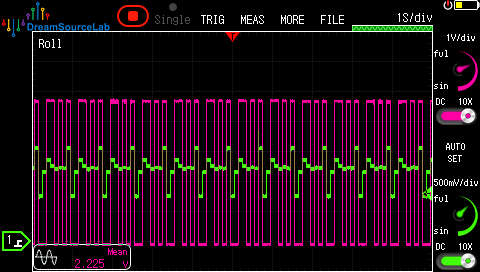 DreamSourceLab
Single TRIG MEAS MORE FILE 1S/div
Roll
T
1V/div
ful
sin
DC 10X
AUTO
SET
500mV/div
ful
sin
DC 10X
1
Mean
2.225 v